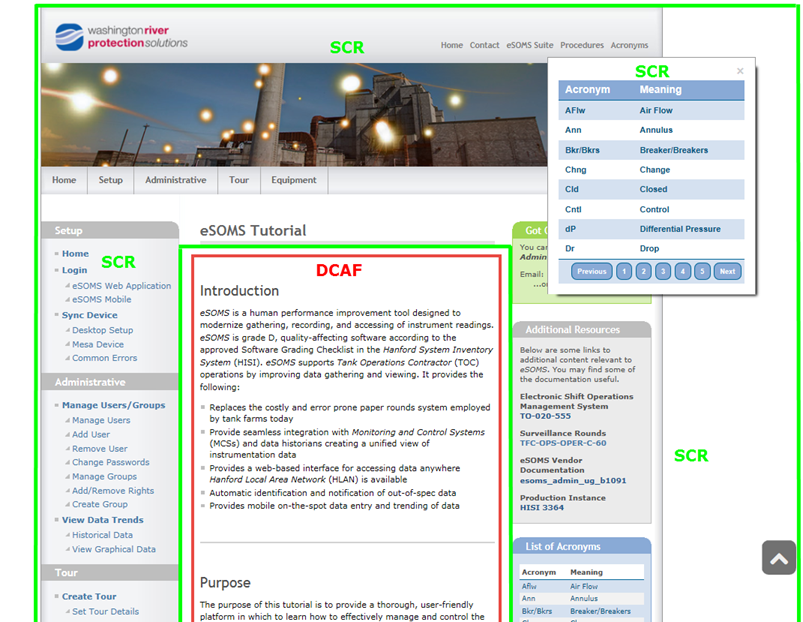 washingtonriver
protectionsolutions
SCR
Home Contact eSOMS Suite Procedures Acronyms
Home Setup Administrative Tour Equipment
SCR
×
Acronym Meaning
AFlw Air Flow
Ann Annulus
Bkr/Bkrs Breaker/Breakers
Chng Change
Cld Closed
Cntl Control
dP Differential Pressure
Dr Drop
Previous 1 2 3 4 5 Next
Setup
Home
SCR
Login
eSOMS Web Application
eSOMS Mobile
Sync Device
Desktop Setup
Mesa Device
Common Errors
Administrative
Manage Users/Groups
Manage Users
Add User
Remove User
Change Passwords
Manage Groups
Add/Remove Rights
Create Group
View Data Trends
Historical Data
View Graphical Data
Tour
Create Tour
Set Tour Details
eSOMS Tutorial
DCAF
Introduction
eSOMS is a human performance improvement tool designed to
modernize gathering, recording, and accessing of instrument readings.
eSOMS is grade D, quality-affecting software according to the
approved Software Grading Checklist in the Hanford System Inventory
System (HISI). eSOMS supports Tank Operations Contractor (TOC)
operations by improving data gathering and viewing. It provides the
following:
Replaces the costly and error prone paper rounds system employed
by tank farms today
Provide seamless integration with Monitoring and Control Systems
(MCSs) and data historians creating a unified view of
instrumentation data
Provides a web-based interface for accessing data anywhere
Hanford Local Area Network (HLAN) is available
Automatic identification and notification of out-of-spec data
Provides mobile on-the-spot data entry and trending of data
Purpose
The purpose of this tutorial is to provide a thorough, user-friendly
platform in which to learn how to effectively manage and control the
Got
You can
Admin
Email:
Additional Resources
Below are some links to
additional content relevant to
eSOMS. You may find some of
the documentation useful.
Electronic Shift Operations
Management System
TO-020-555
Surveillance Rounds
TFC-OPS-OPER-C-60
eSOMS Vendor
Documentation
esoms_admin_ug_b1091
Production Instance
HISI 3364
List of Acronyms
Acronym Meaning
Aflw Air Flow
Ann Annulus
Bkr/Bkrs Breaker/Breakers
SCR